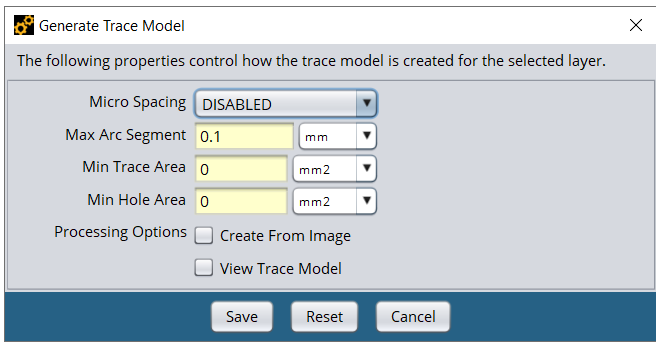 Generate Trace Model
The following properties control how the trace model is created for the selected layer.
Micro Spacing DISABLED
Max Arc Segment 0.1 mm
Min Trace Area 0 mm2
Min Hole Area 0 mm2
Processing Options Create From Image
View Trace Model
Save Reset Cancel